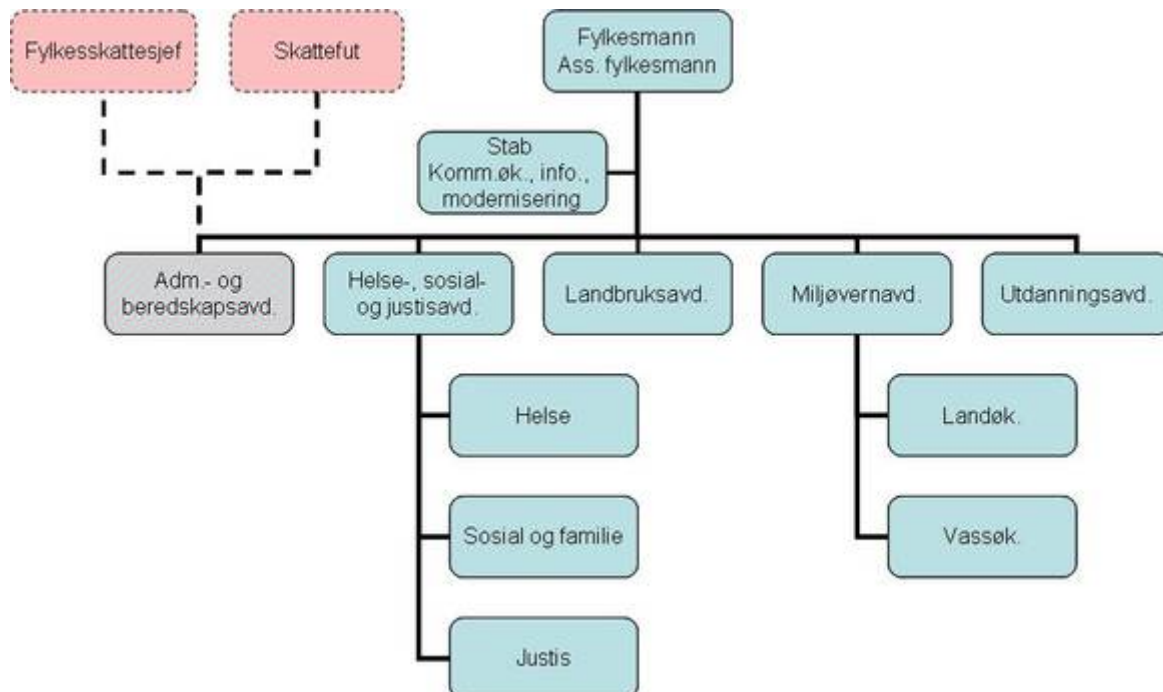 Fylkesskattesjef
Skattefut
Fylkesmann
Ass. fylkesmann
Stab
Komm.øk., info.,
modernisering
Adm.- og
beredskapsavd.
Helse-, sosial-
og justisavd.
Landbruksavd.
Miljøvernavd.
Utdanningsavd.
Helse
Landøk.
Sosial og familie
Vassøk.
Justis